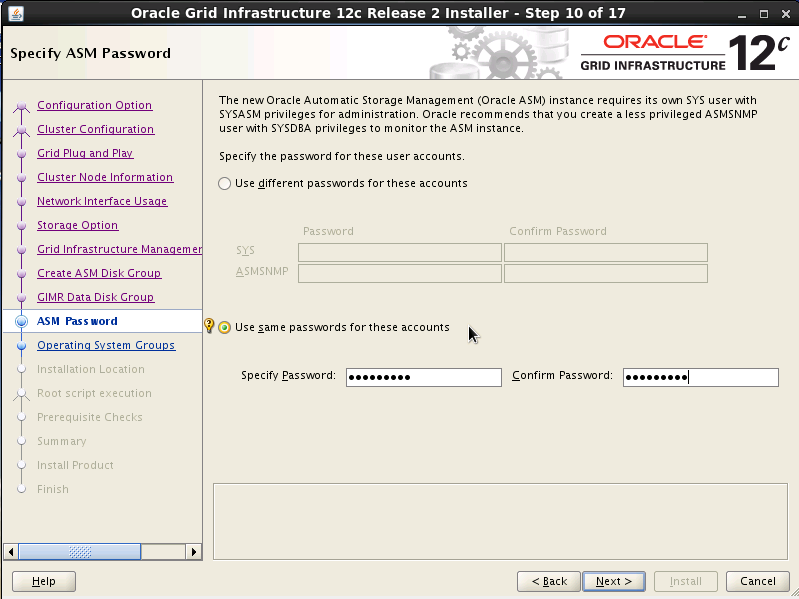 Oracle Grid Infrastructure 12c Release 2 Installer - Step 10 of 17
Specify ASM Password
ORACLE
GRID INFRASTRUCTURE
12c
Configuration Option
Cluster Configuration
Grid Plug and Play
Cluster Node Information
Network Interface Usage
Storage Option
Grid Infrastructure Managemer
Create ASM Disk Group
GIMR Data Disk Group
ASM Password
Operating System Groups
Installation Location
Root script execution
Prerequisite Checks
Summary
Install Product
Finish
The new Oracle Automatic Storage Management (Oracle ASM) instance requires its own SYS user with
SYSASM privileges for administration. Oracle recommends that you create a less privileged ASMSNMP
user with SYSDBA privileges to monitor the ASM instance.
Specify the password for these user accounts.
Use different passwords for these accounts
Password Confirm Password
SYS
ASMSNMP
Use same passwords for these accounts
Specify Password: ●●●●●●●●● Confirm Password: ●●●●●●●●●
Help < Back Next > Install Cancel